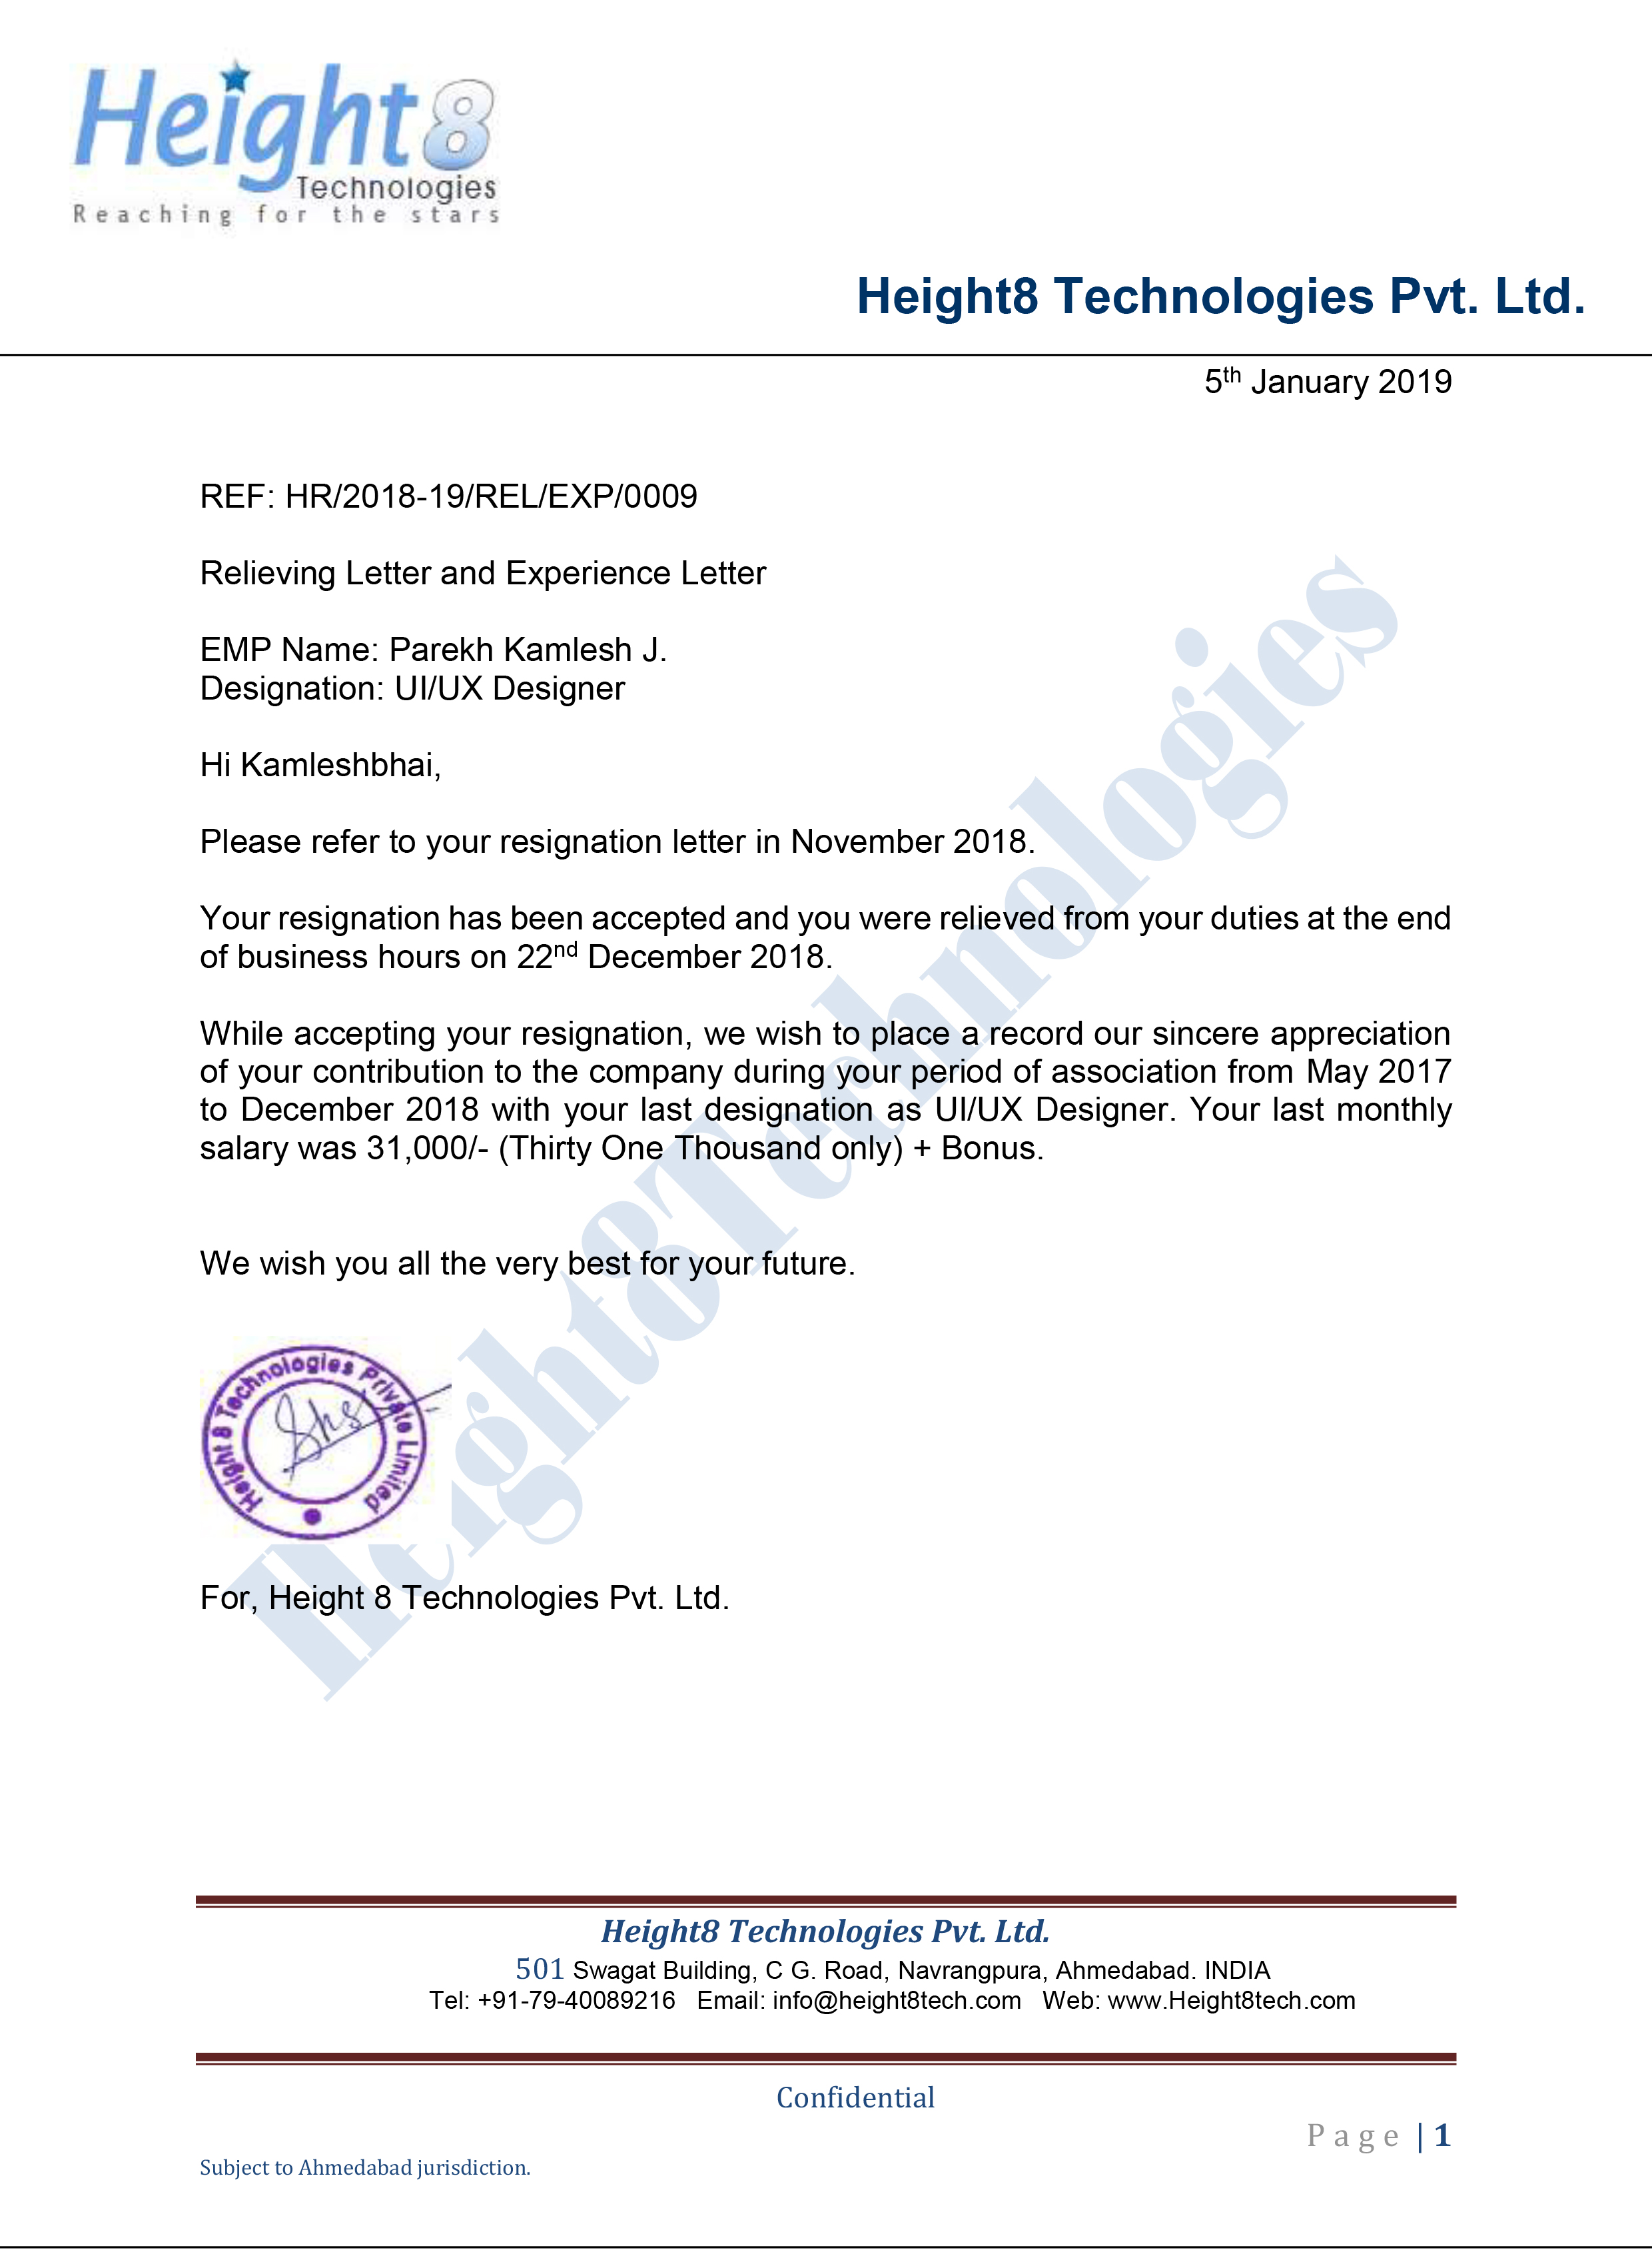 Height8
Technologies
Reaching for the stars
Height8 Technologies Pvt. Ltd.
5th January 2019
REF: HR/2018-19/REL/EXP/0009
Relieving Letter and Experience Letter
EMP Name: Parekh Kamlesh J.
Designation: UI/UX Designer
Hi Kamleshbhai,
Please refer to your resignation letter in November 2018.
Your resignation has been accepted and you were relieved from your duties at the end
of business hours on 22nd December 2018.
While accepting your resignation, we wish to place a record our sincere appreciation
of your contribution to the company during your period of association from May 2017
to December 2018 with your last designation as UI/UX Designer. Your last monthly
salary was 31,000/- (Thirty One Thousand only) + Bonus.
We wish you all the very best for your future.
Height 8 Technologies Private Limited
For, Height 8 Technologies Pvt. Ltd.
Height8Technologies
Height8 Technologies Pvt. Ltd.
501 Swagat Building, C G. Road, Navrangpura, Ahmedabad. INDIA
Tel: +91-79-40089216 Email: info@height8tech.com Web: www.Height8tech.com
Confidential
Page | 1
Subject to Ahmedabad jurisdiction.